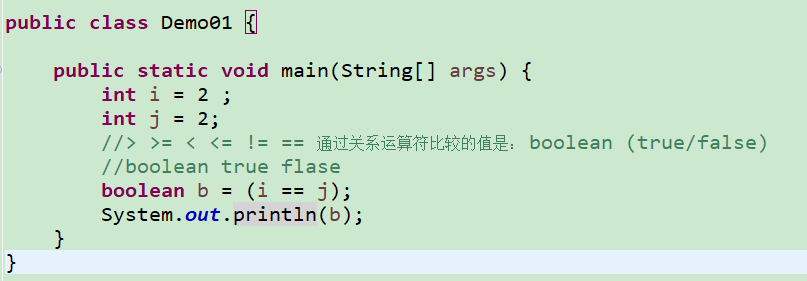 public class Demo01 {
public static void main(String[] args) {
int i = 2 ;
int j = 2;
//> >= < <= != == 通过关系运算符比较的值是：boolean (true/false)
//boolean true flase
boolean b = (i == j);
System.out.println(b);
}
}